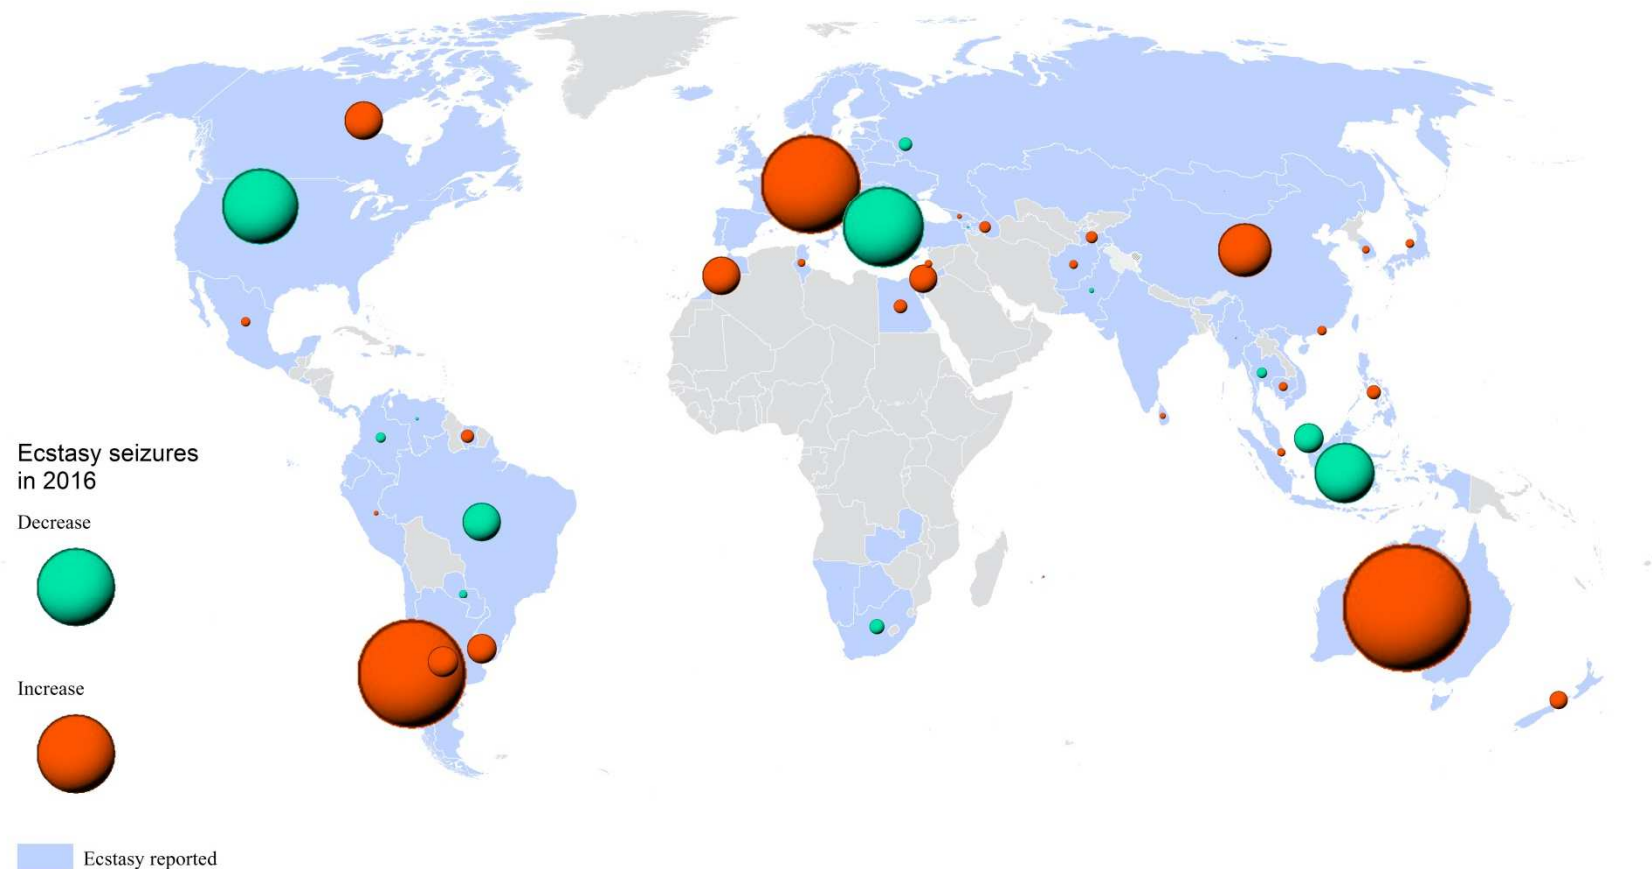 Ecstasy seizures
in 2016
Decrease
Increase
Ecstasy reported